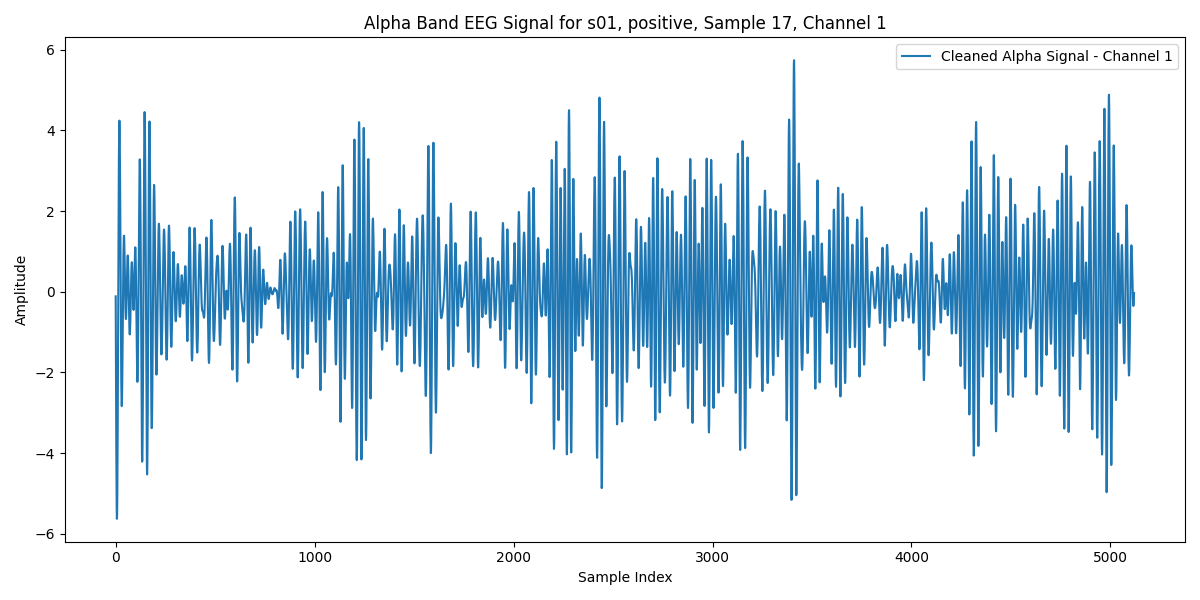 Alpha Band EEG Signal for s01, positive, Sample 17, Channel 1
Cleaned Alpha Signal - Channel 1
Amplitude
6
4
2
0
−2
−4
−6
0 1000 2000 3000 4000 5000
Sample Index